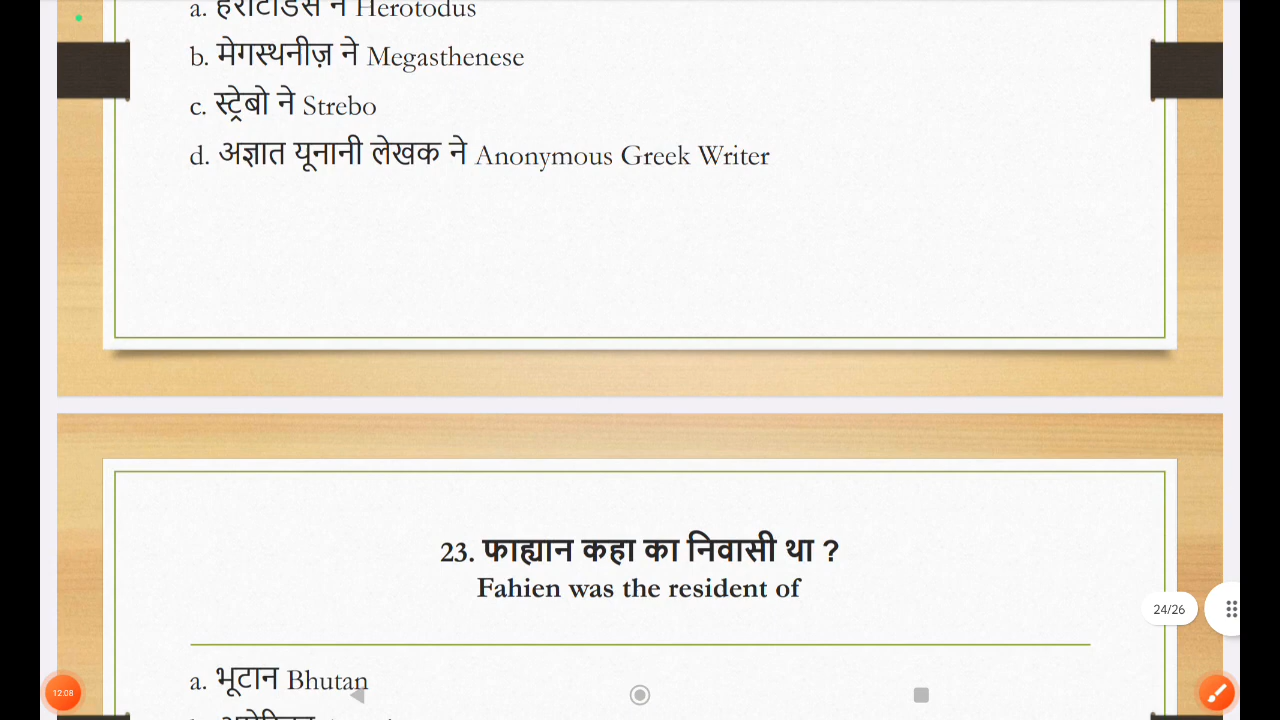 a. हेरोटोडस ने Herotodus
b. मेगस्थनीज़ ने Megasthenese
c. स्ट्रेबो ने Strebo
d. अज्ञात यूनानी लेखक ने Anonymous Greek Writer
23. फाह्यान कहा का निवासी था ?
Fahien was the resident of
24/26
a. भूटान Bhutan
12:08